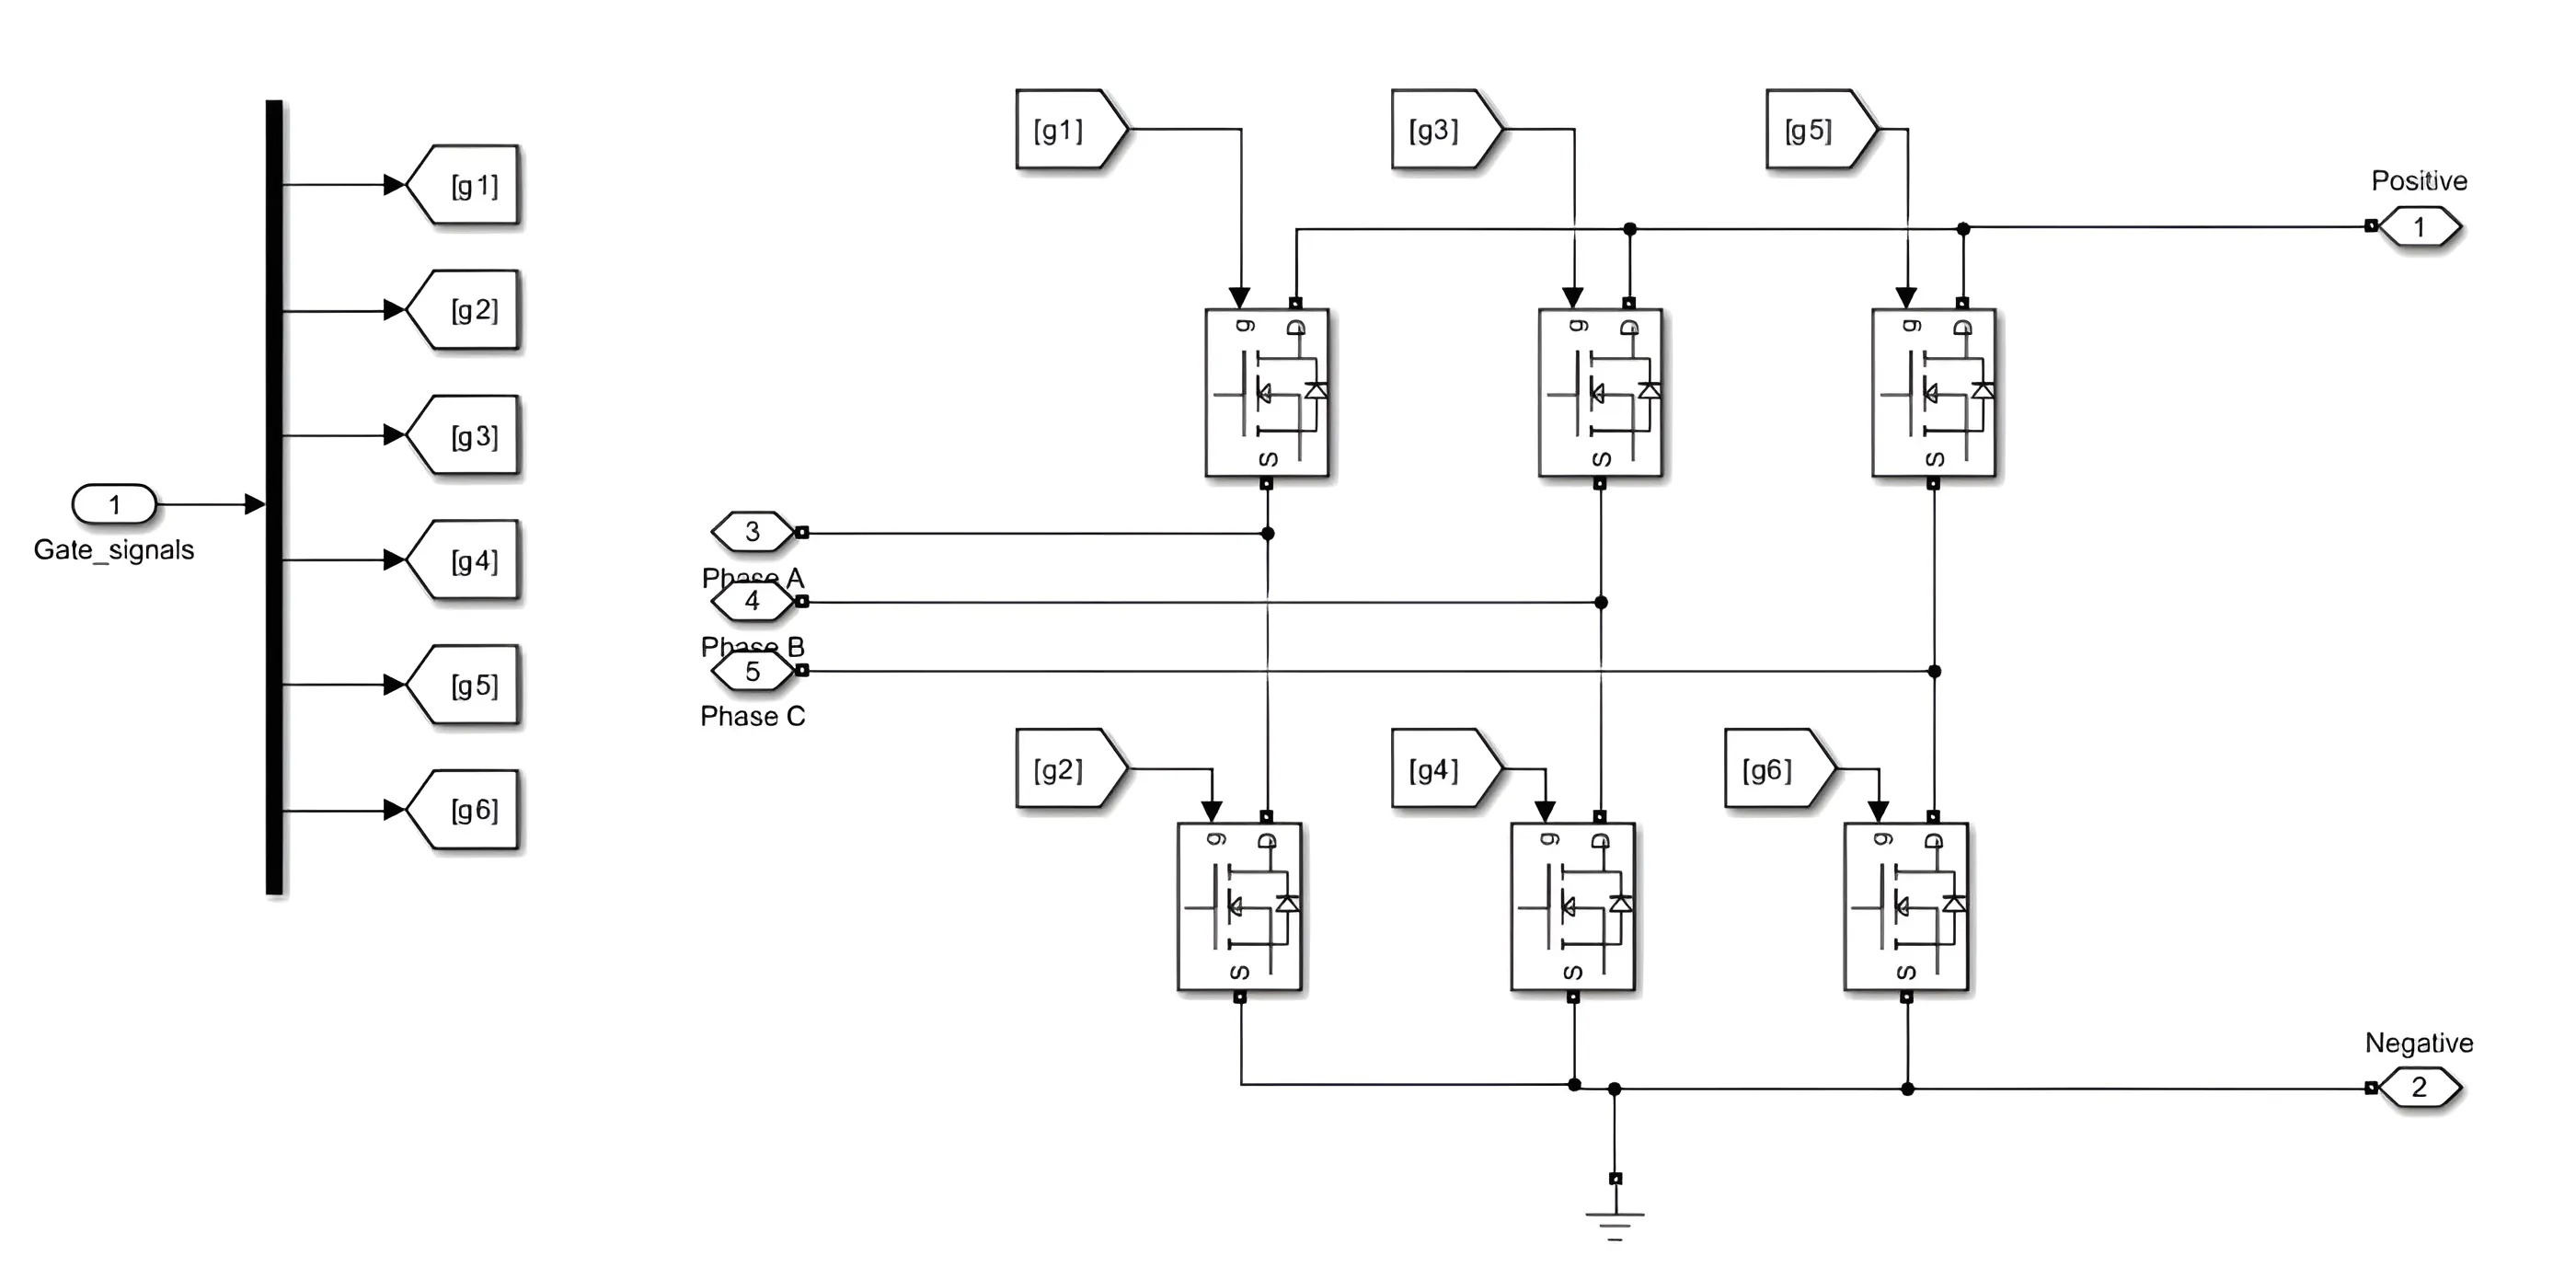 [g1]
[g3]
[g5]
Positive
1
[g1]
[g2]
[g3]
[g4]
[g5]
[g6]
1
Gate_signals
g D
S
g D
S
g D
S
3
Phase A
4
Phase B
5
Phase C
[g2]
[g4]
[g6]
g D
S
g D
S
g D
S
Negative
2